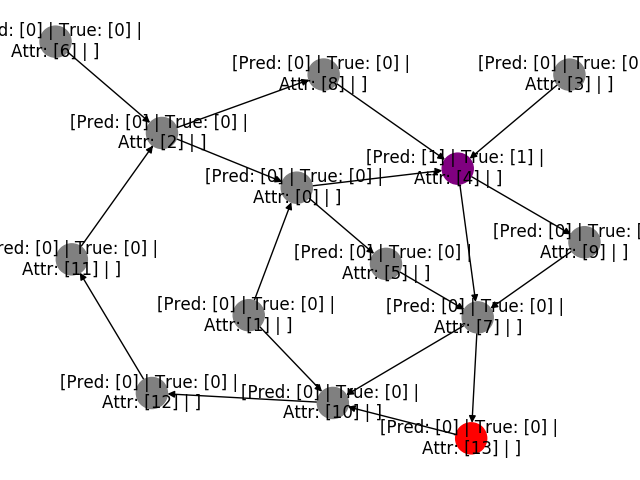 d: [0] | True: [0] |
Attr: [6] | ]
[Pred: [0] | True: [0] |
Attr: [8] | ]
[Pred: [0] | True: [0
Attr: [3] | ]
[Pred: [0] | True: [0] |
Attr: [2] | ]
[Pred: [1] | True: [1] |
Attr: [4] | ]
[Pred: [0] | True: [0] |
Attr: [0] | ]
[Pred: [0] | True: [
Attr: [9] | ]
red: [0] | True: [0] |
Attr: [11] | ]
[Pred: [0] | True: [0] |
Attr: [5] | ]
[Pred: [0] | True: [0] |
Attr: [1] | ]
[Pred: [0] | True: [0] |
Attr: [7] | ]
[Pred: [0] | True: [0] |
Attr: [12] | ]
[Pred: [0] | True: [0] |
Attr: [10] | ]
[Pred: [0] | True: [0] |
Attr: [13] | ]